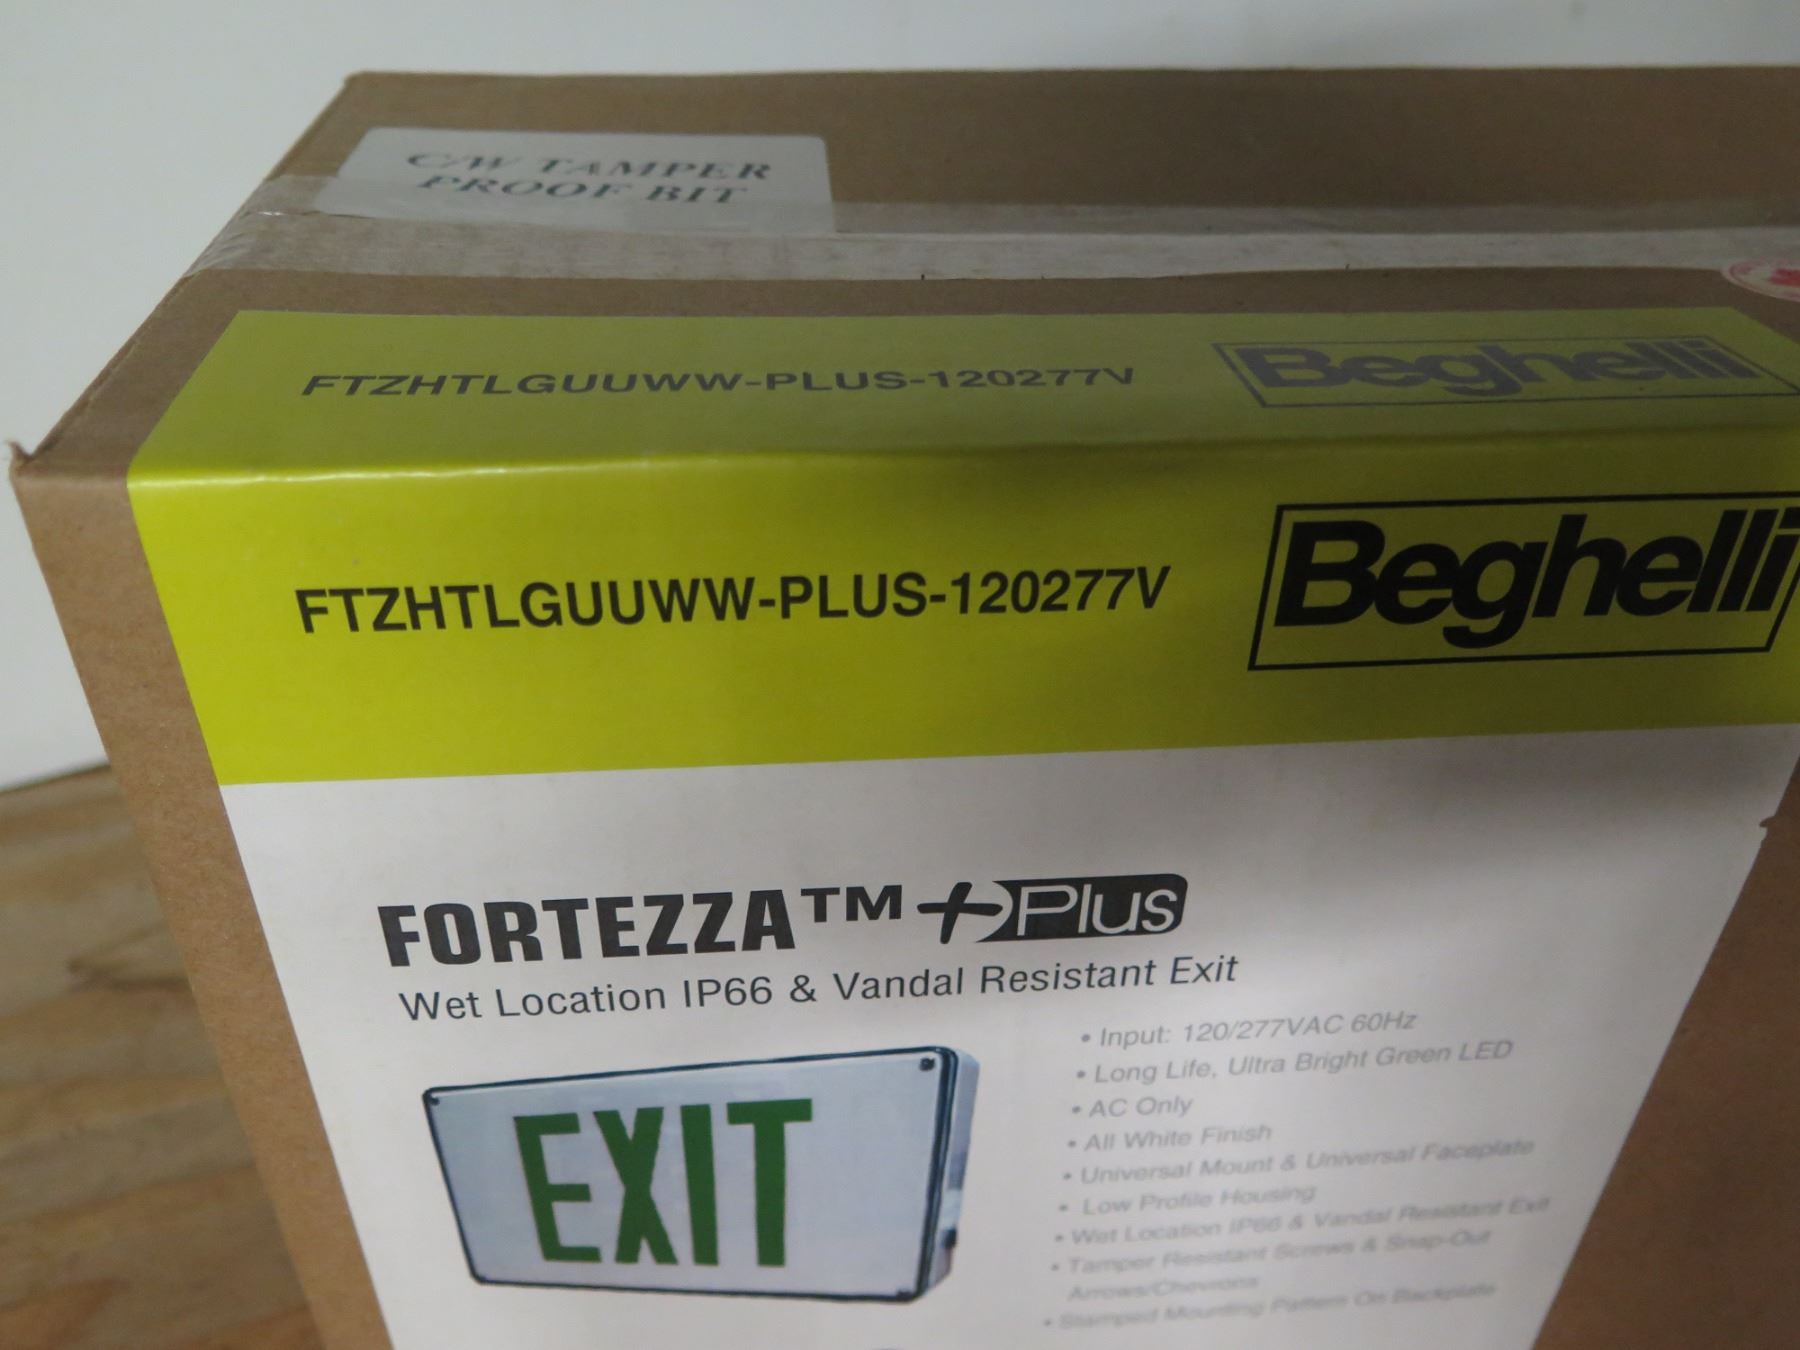 C/W TAMPER
PROOF BIT
FTZHTLGUUWW-PLUS-120277V
Beghelli
FTZHTLGUUWW-PLUS-120277V
Beghelli
FORTEZZA™ +Plus
Wet Location IP66 & Vandal Resistant Exit
EXIT
• Input: 120/277VAC 60Hz
• Long Life, Ultra Bright Green LED
• AC Only
• All White Finish
• Universal Mount & Universal Faceplate
• Low Profile Housing
• Wet Location IP66 & Vandal Resistant Exit
• Tamper Resistant Screws & Snap-Out
Arrows/Chevrons
• Stamped Mounting Pattern On Backplate